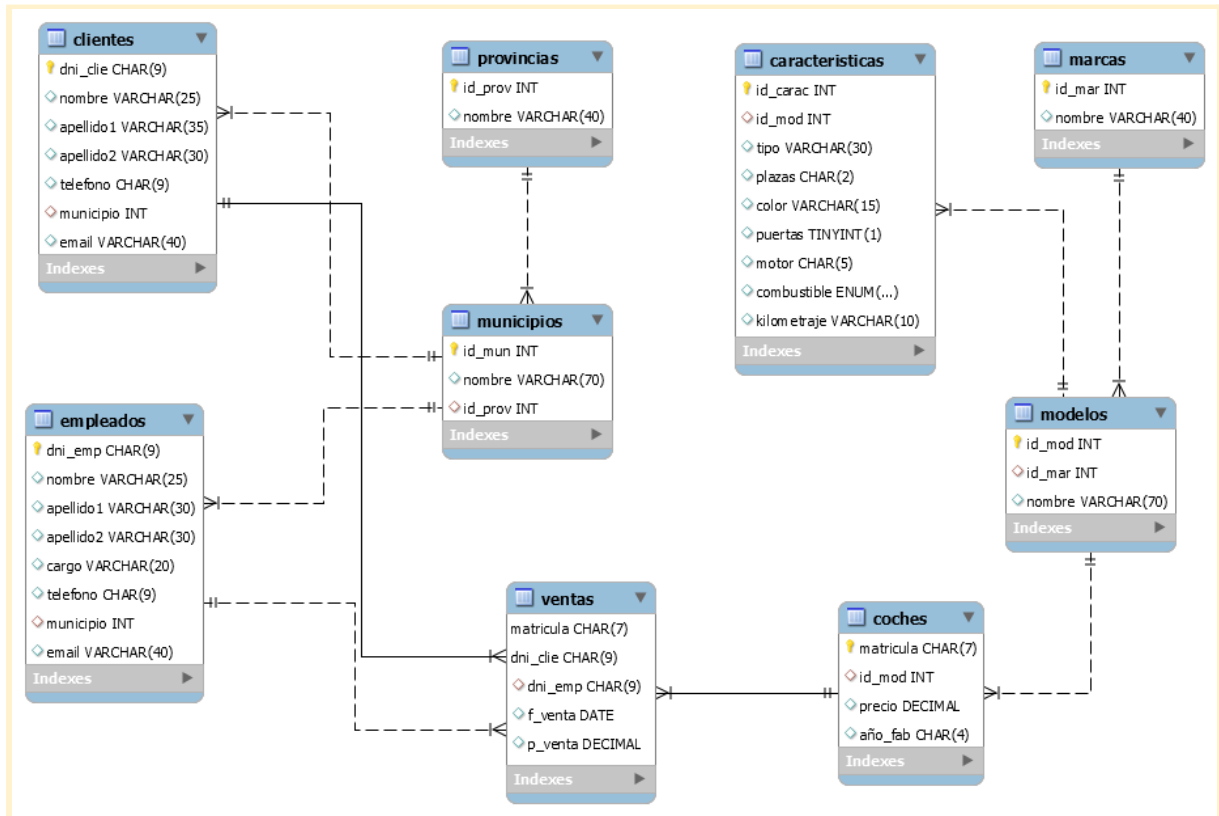 clientes
dni_clie CHAR(9)
nombre VARCHAR(25)
apellido1 VARCHAR(35)
apellido2 VARCHAR(30)
telefono CHAR(9)
municipio INT
email VARCHAR(40)
Indexes
provincias
id_prov INT
nombre VARCHAR(40)
Indexes
caracteristicas
id_carac INT
id_mod INT
tipo VARCHAR(30)
plazas CHAR(2)
color VARCHAR(15)
puertas TINYINT(1)
motor CHAR(5)
combustible ENUM(...)
kilometraje VARCHAR(10)
Indexes
marcas
id_mar INT
nombre VARCHAR(40)
Indexes
municipios
id_mun INT
nombre VARCHAR(70)
id_prov INT
Indexes
empleados
dni_emp CHAR(9)
nombre VARCHAR(25)
apellido1 VARCHAR(30)
apellido2 VARCHAR(30)
cargo VARCHAR(20)
telefono CHAR(9)
municipio INT
email VARCHAR(40)
Indexes
modelos
id_mod INT
id_mar INT
nombre VARCHAR(70)
Indexes
ventas
matricula CHAR(7)
dni_clie CHAR(9)
dni_emp CHAR(9)
f_venta DATE
p_venta DECIMAL
Indexes
coches
matricula CHAR(7)
id_mod INT
precio DECIMAL
año_fab CHAR(4)
Indexes